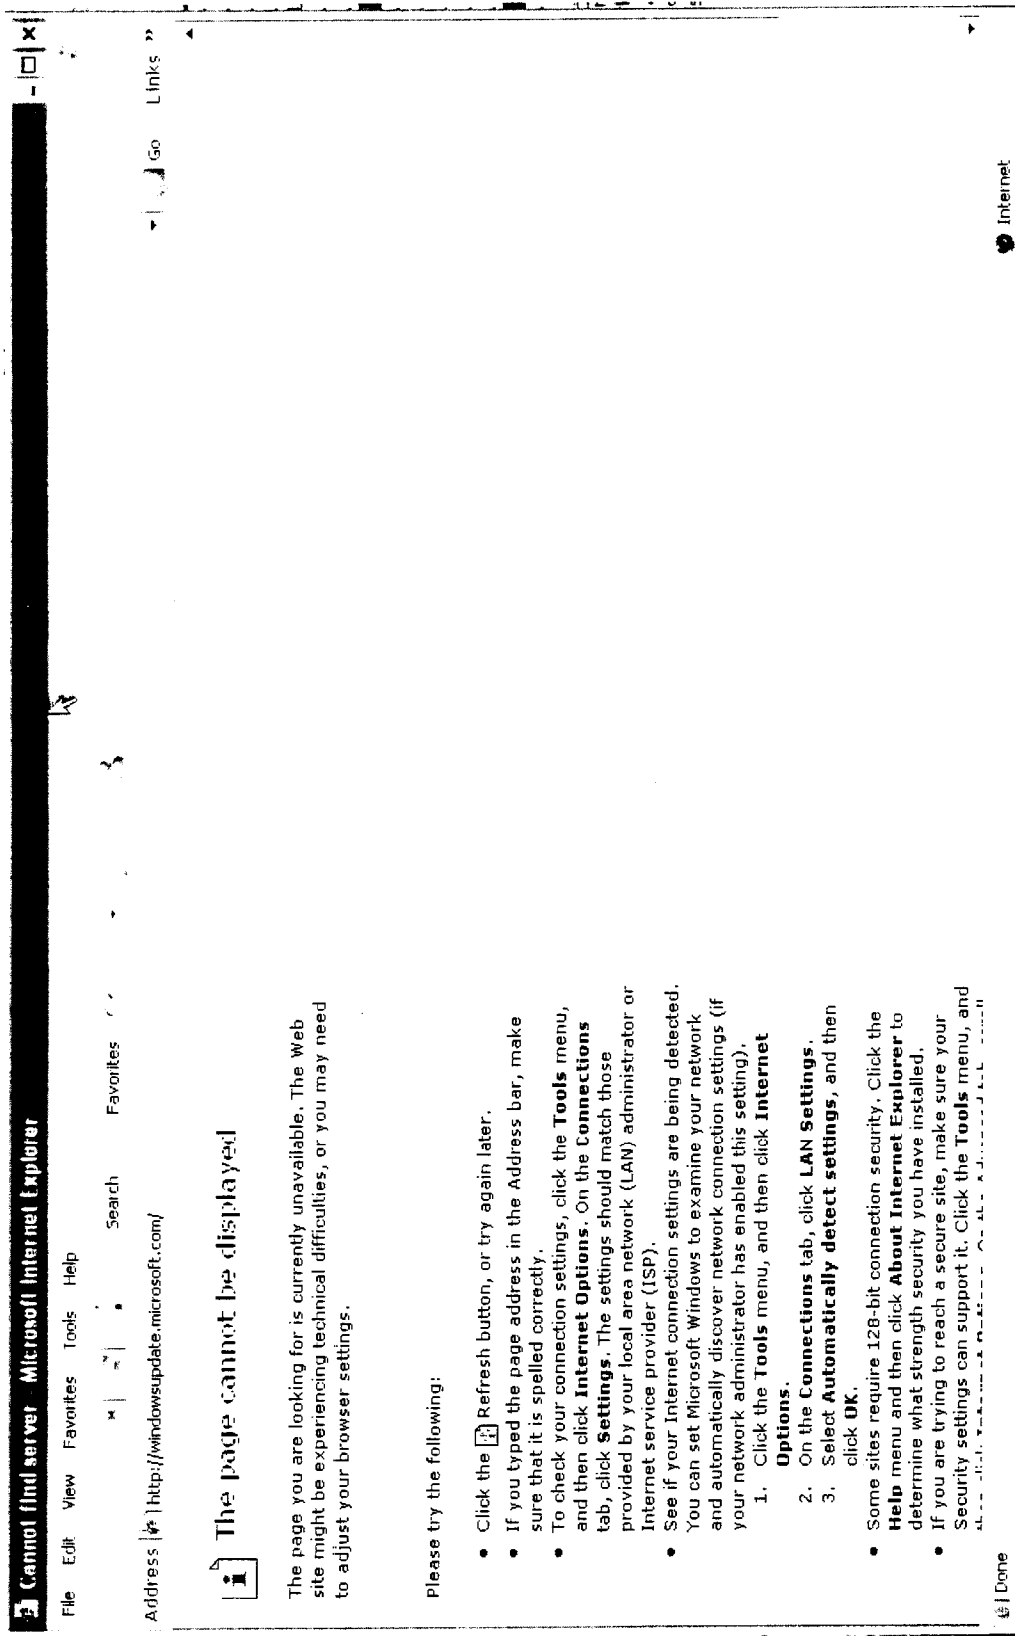 Cannot find server - Microsoft Internet Explorer
File Edit View Favorites Tools Help
Search Favorites
Address http://windowsupdate.microsoft.com/ Go Links »
The page cannot be displayed
The page you are looking for is currently unavailable. The Web
site might be experiencing technical difficulties, or you may need
to adjust your browser settings.
Please try the following:
• Click the Refresh button, or try again later.
• If you typed the page address in the Address bar, make
sure that it is spelled correctly.
• To check your connection settings, click the Tools menu,
and then click Internet Options. On the Connections
tab, click Settings. The settings should match those
provided by your local area network (LAN) administrator or
Internet service provider (ISP).
• See if your Internet connection settings are being detected.
You can set Microsoft Windows to examine your network
and automatically discover network connection settings (if
your network administrator has enabled this setting).
1. Click the Tools menu, and then click Internet
Options.
2. On the Connections tab, click LAN Settings.
3. Select Automatically detect settings, and then
click OK.
• Some sites require 128-bit connection security. Click the
Help menu and then click About Internet Explorer to
determine what strength security you have installed.
• If you are trying to reach a secure site, make sure your
Security settings can support it. Click the Tools menu, and
Done Internet